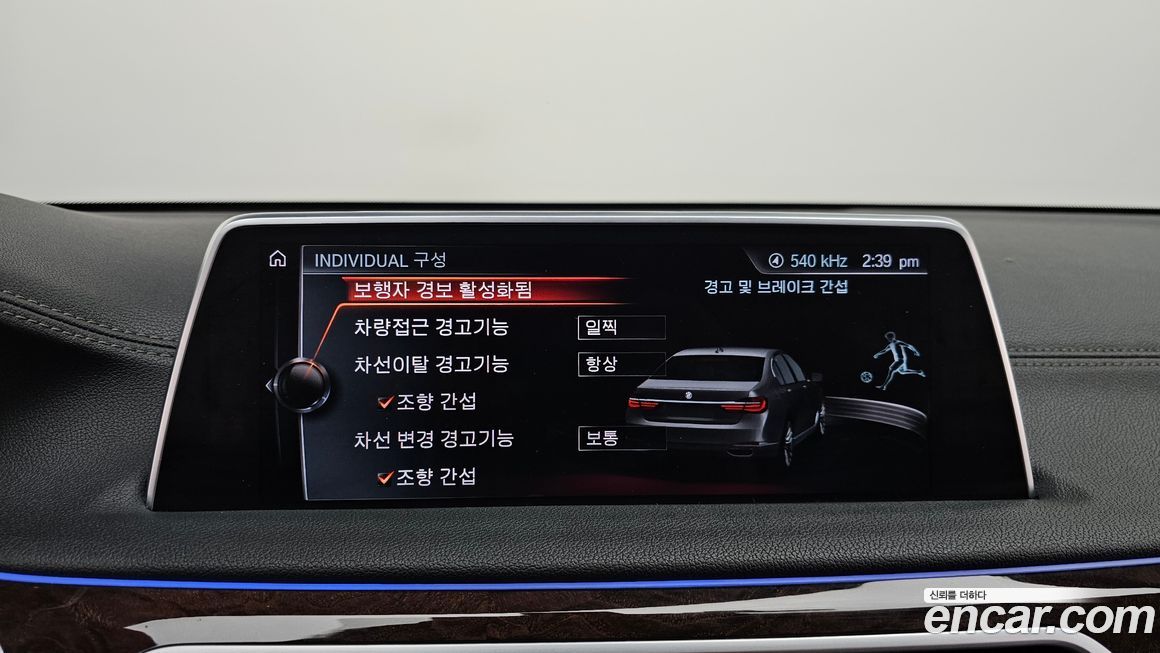 INDIVIDUAL 구성
④ 540 kHz 2:39 pm
보행자 경보 활성화됨
경고 및 브레이크 간섭
차량접근 경고기능 일찍
차선이탈 경고기능 항상
조향 간섭
차선 변경 경고기능 보통
조향 간섭
신뢰를 더하다
encar.com